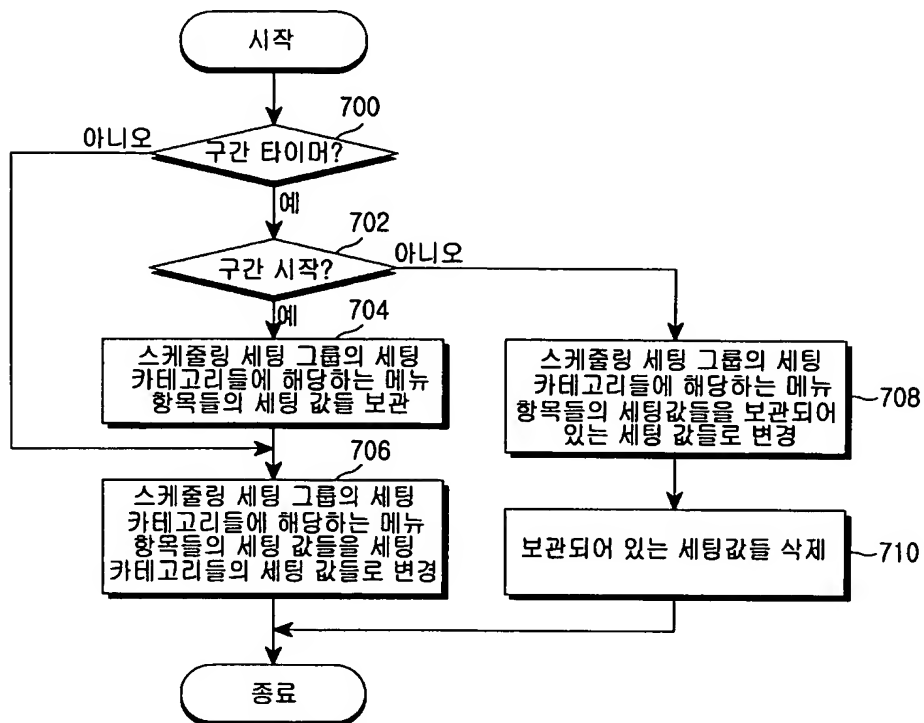 시작
700
아니오
구간 타이머?
예
702
아니오
구간 시작?
예
704
스케줄링 세팅 그룹의 세팅
카테고리들에 해당하는 메뉴
항목들의 세팅 값들 보관
스케줄링 세팅 그룹의 세팅
카테고리들에 해당하는 메뉴
항목들의 세팅값들을 보관되어
있는 세팅 값들로 변경
708
706
스케줄링 세팅 그룹의 세팅
카테고리들에 해당하는 메뉴
항목들의 세팅 값들을 세팅
카테고리들의 세팅 값들로 변경
보관되어 있는 세팅값들 삭제
710
종료